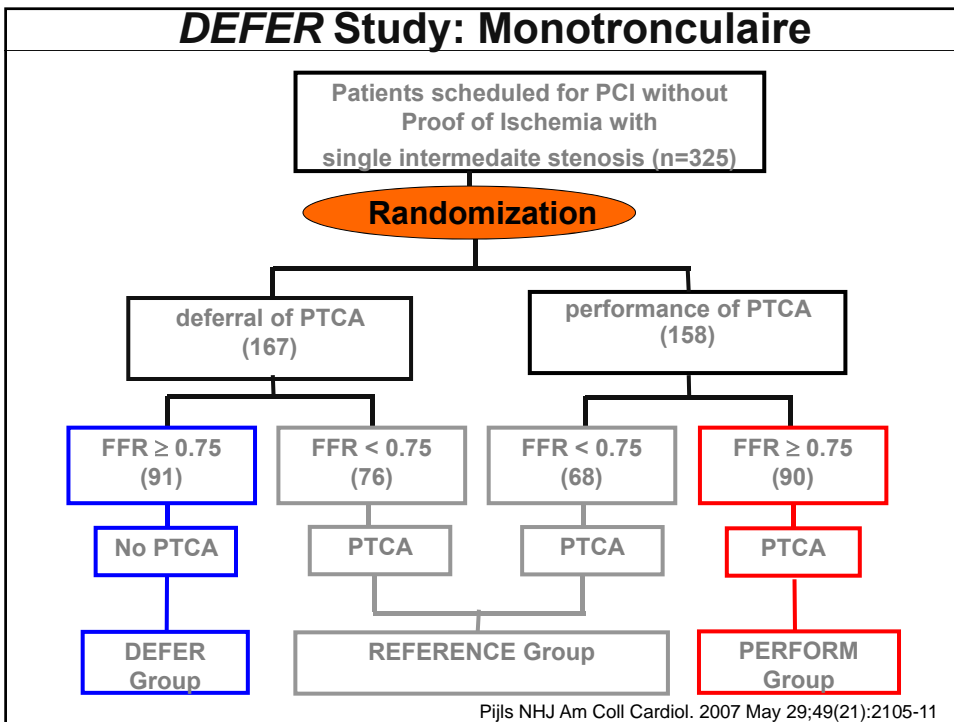 DEFER Study: Monotronculaire
Patients scheduled for PCI without
Proof of Ischemia with
single intermedaite stenosis (n=325)
Randomization
deferral of PTCA
(167)
performance of PTCA
(158)
FFR ≥ 0.75
(91)
FFR < 0.75
(76)
FFR < 0.75
(68)
FFR ≥ 0.75
(90)
No PTCA
PTCA
PTCA
PTCA
DEFER
Group
REFERENCE Group
PERFORM
Group
Pijls NHJ Am Coll Cardiol. 2007 May 29;49(21):2105-11